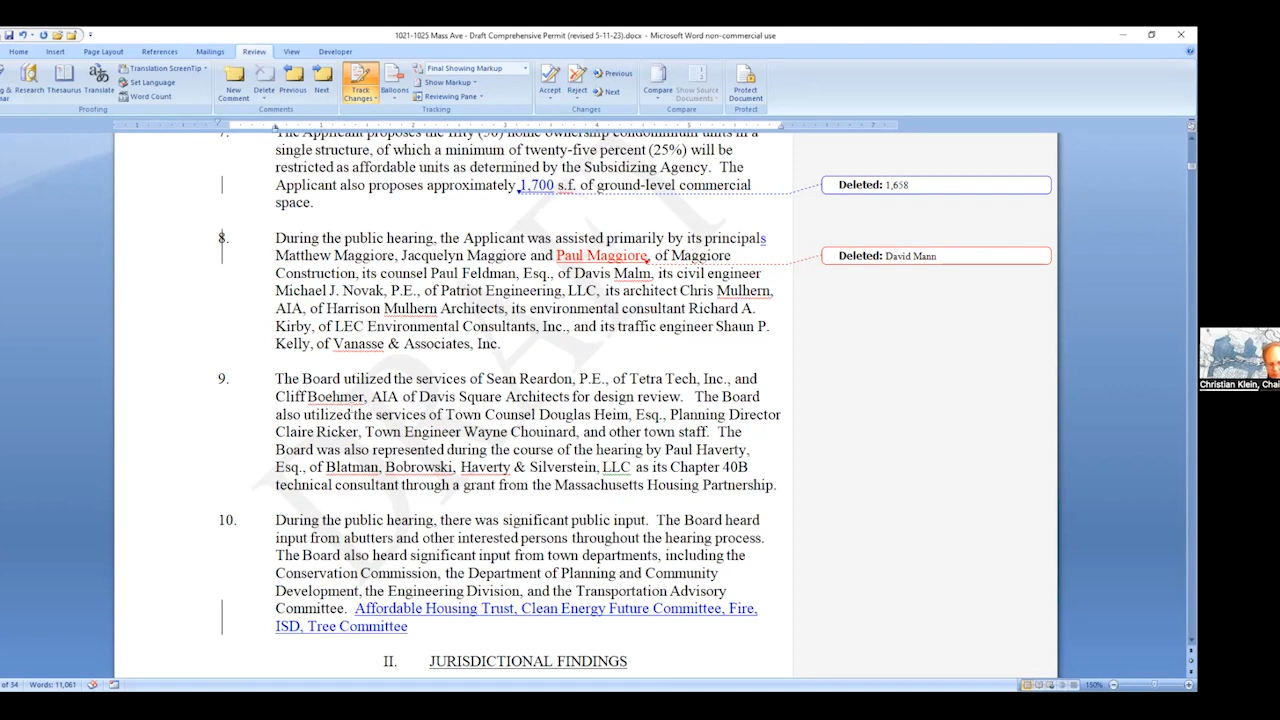 1021-1025 Mass Ave - Draft Comprehensive Permit (revised 5-11-23).docx - Microsoft Word non-commercial use
Home Insert Page Layout References Mailings Review View Developer
Research Thesaurus Translate
Translation ScreenTip
Set Language
Word Count
Proofing
New Comment
Delete
Previous
Next
Comments
Track Changes
Balloons
Final Showing Markup
Show Markup
Reviewing Pane
Tracking
Accept
Reject
Previous
Next
Changes
Compare
Show Source Documents
Compare
Protect Document
Protect
The Applicant proposes the fifty (50) home ownership condominium units in a
single structure, of which a minimum of twenty-five percent (25%) will be
restricted as affordable units as determined by the Subsidizing Agency. The
Applicant also proposes approximately 1,700 s.f. of ground-level commercial
space.
Deleted: 1,658
8. During the public hearing, the Applicant was assisted primarily by its principals
Matthew Maggiore, Jacquelyn Maggiore and Paul Maggiore, of Maggiore
Construction, its counsel Paul Feldman, Esq., of Davis Malm, its civil engineer
Michael J. Novak, P.E., of Patriot Engineering, LLC, its architect Chris Mulhern,
AIA, of Harrison Mulhern Architects, its environmental consultant Richard A.
Kirby, of LEC Environmental Consultants, Inc., and its traffic engineer Shaun P.
Kelly, of Vanasse & Associates, Inc.
Deleted: David Mann
9. The Board utilized the services of Sean Reardon, P.E., of Tetra Tech, Inc., and
Cliff Boehmer, AIA of Davis Square Architects for design review. The Board
also utilized the services of Town Counsel Douglas Heim, Esq., Planning Director
Claire Ricker, Town Engineer Wayne Chouinard, and other town staff. The
Board was also represented during the course of the hearing by Paul Haverty,
Esq., of Blatman, Bobrowski, Haverty & Silverstein, LLC as its Chapter 40B
technical consultant through a grant from the Massachusetts Housing Partnership.
10. During the public hearing, there was significant public input. The Board heard
input from abutters and other interested persons throughout the hearing process.
The Board also heard significant input from town departments, including the
Conservation Commission, the Department of Planning and Community
Development, the Engineering Division, and the Transportation Advisory
Committee. Affordable Housing Trust, Clean Energy Future Committee, Fire,
ISD, Tree Committee
II. JURISDICTIONAL FINDINGS
DRAFT
of 34 Words: 11,061
150%
Christian Klein, Chai